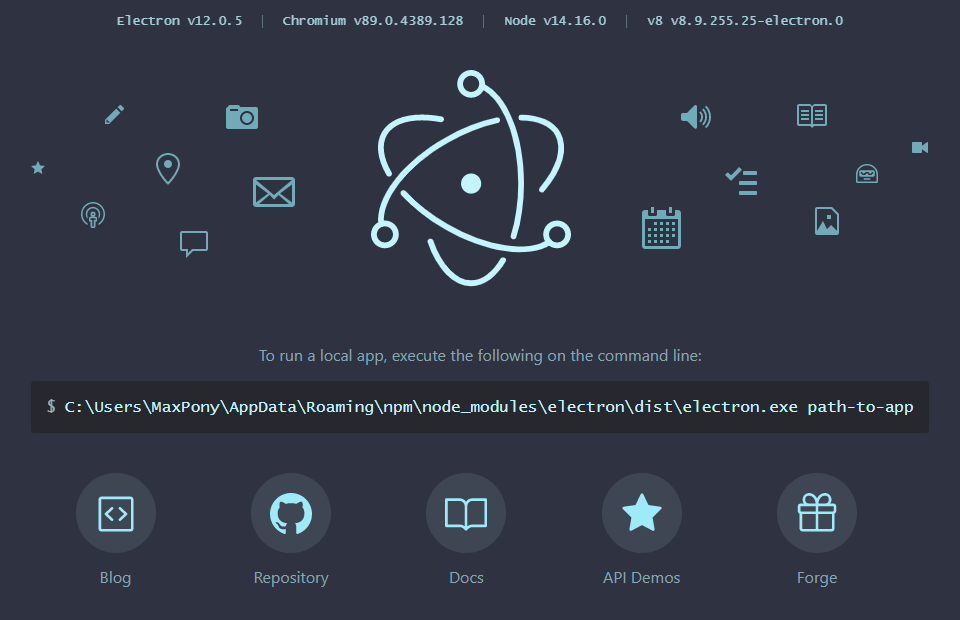 Electron v12.0.5 | Chromium v89.0.4389.128 | Node v14.16.0 | v8 v8.9.255.25-electron.0
To run a local app, execute the following on the command line:
$ C:\Users\MaxPony\AppData\Roaming\npm\node_modules\electron\dist\electron.exe path-to-app
Blog Repository Docs API Demos Forge